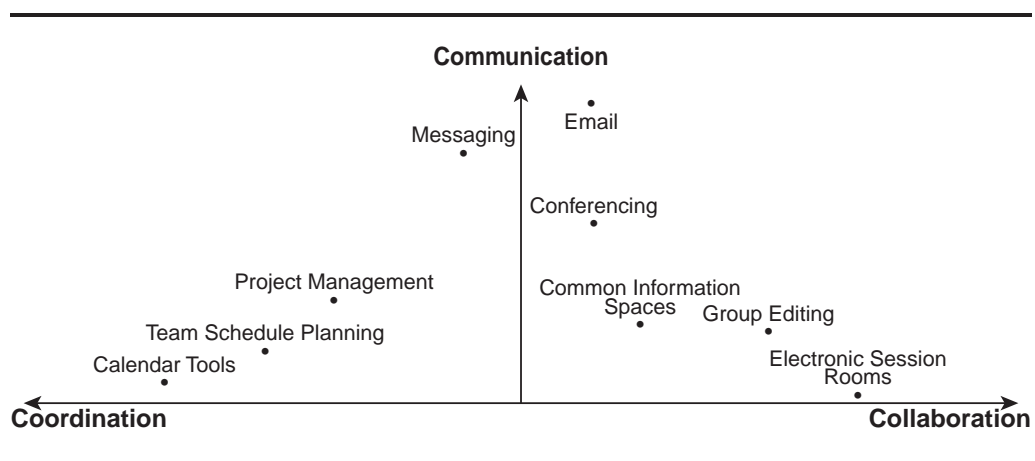 Communication
Email
Messaging
Conferencing
Project Management
Common Information
Spaces
Group Editing
Team Schedule Planning
Calendar Tools
Electronic Session
Rooms
Coordination
Collaboration